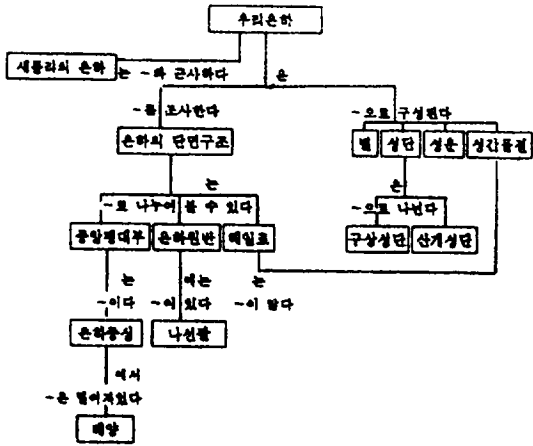 우리은하
세롤리의 은하
는 ~와 근사하다
은
~를 조사한다
~으로 구성된다
은하의 단면구조
별 성단 성운 성간물질
는
은
~로 나누어 볼 수 있다
~으로 나뉜다
중앙팽대부 은하원반 헤일로
구상성단 산개성단
는 에는 는
~이다 ~이 있다 ~이 많다
은하중심 나선팔
에서
~은 떨어져있다
태양